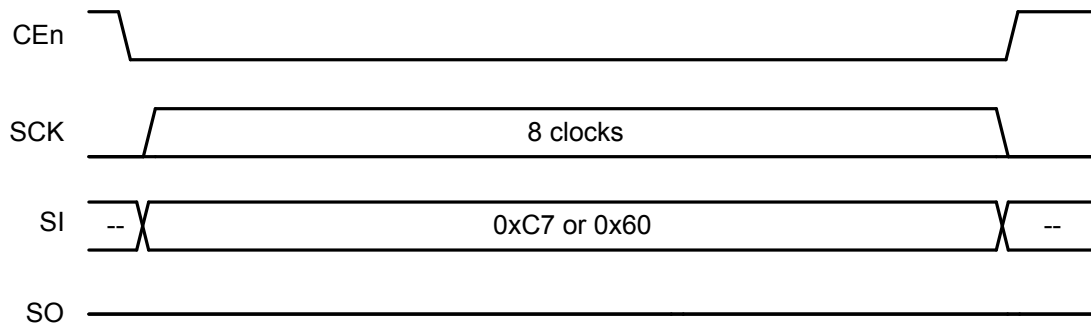 CEn
SCK 8 clocks
SI -- 0xC7 or 0x60 --
SO